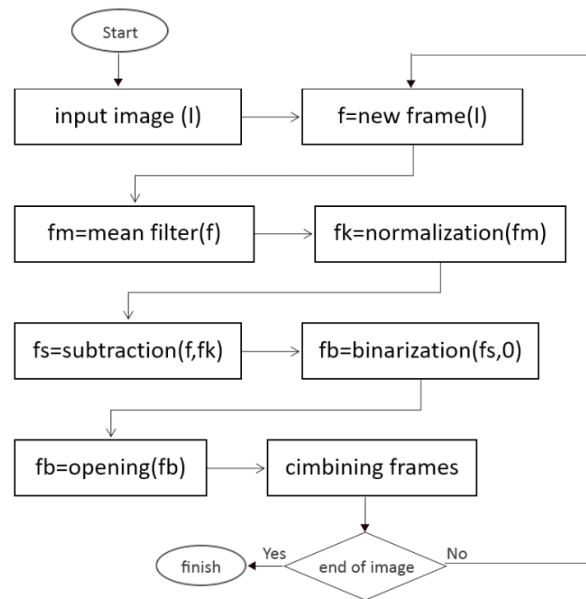 Start
input image (I)
f=new frame(I)
fm=mean filter(f)
fk=normalization(fm)
fs=subtraction(f,fk)
fb=binarization(fs,0)
fb=opening(fb)
cimbining frames
finish
Yes
end of image
No